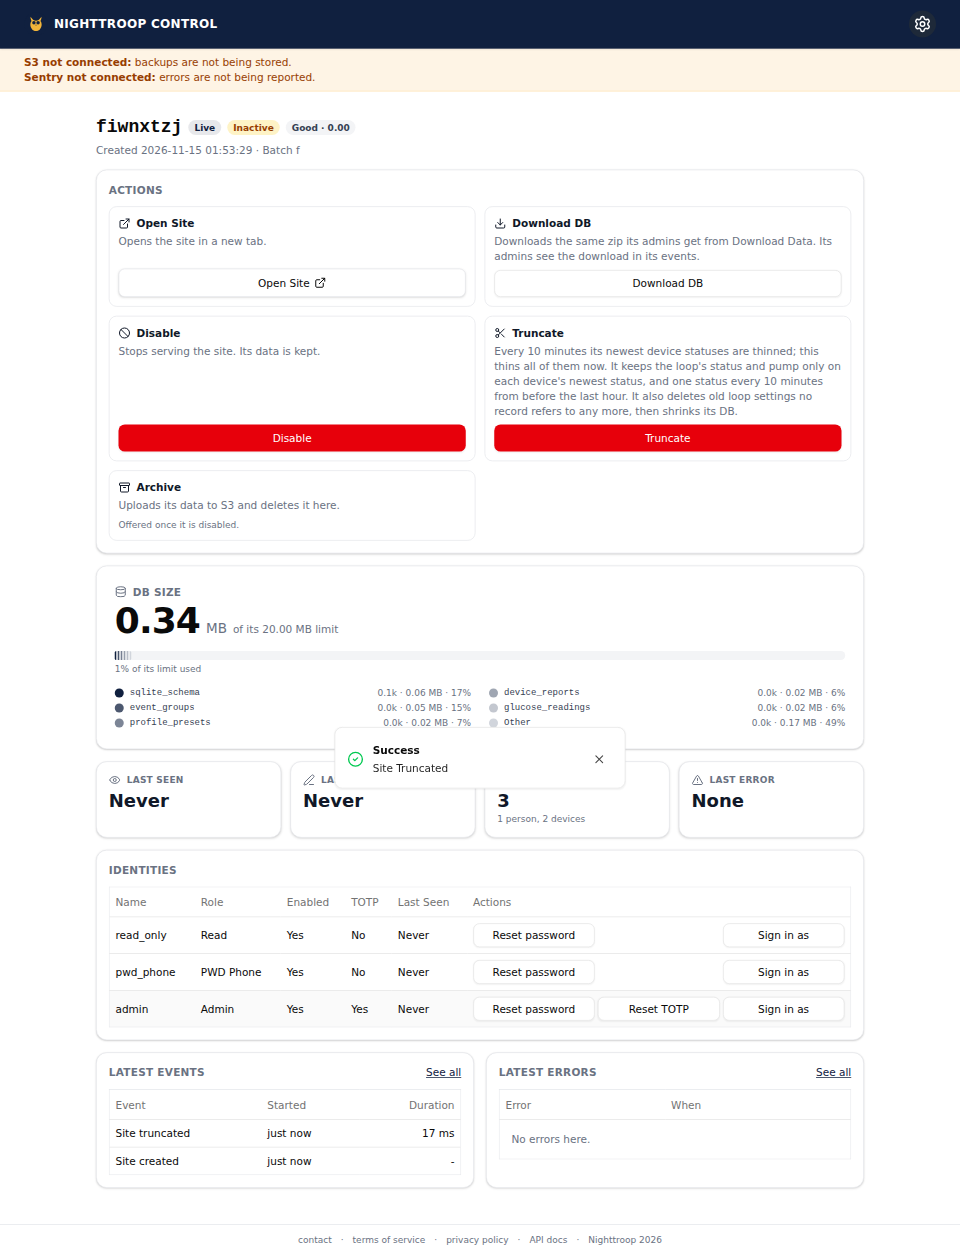 NIGHTTROOP CONTROL
S3 not connected: backups are not being stored.
Sentry not connected: errors are not being reported.
fiwnxtzj Live Inactive Good · 0.00
Created 2026-11-15 01:53:29 · Batch f
ACTIONS
Open Site
Opens the site in a new tab.
Open Site
Download DB
Downloads the same zip its admins get from Download Data. Its
admins see the download in its events.
Download DB
Disable
Stops serving the site. Its data is kept.
Disable
Truncate
Every 10 minutes its newest device statuses are thinned; this
thins all of them now. It keeps the loop's status and pump only on
each device's newest status, and one status every 10 minutes
from before the last hour. It also deletes old loop settings no
record refers to any more, then shrinks its DB.
Truncate
Archive
Uploads its data to S3 and deletes it here.
Offered once it is disabled.
DB SIZE
0.34 MB of its 20.00 MB limit
1% of its limit used
sqlite_schema 0.1k · 0.06 MB · 17%
event_groups 0.0k · 0.05 MB · 15%
profile_presets 0.0k · 0.02 MB · 7%
device_reports 0.0k · 0.02 MB · 6%
glucose_readings 0.0k · 0.02 MB · 6%
Other 0.0k · 0.17 MB · 49%
Success
Site Truncated
LAST SEEN
Never
Never
3
1 person, 2 devices
LAST ERROR
None
IDENTITIES
Name Role Enabled TOTP Last Seen Actions
read_only Read Yes No Never Reset password Sign in as
pwd_phone PWD Phone Yes No Never Reset password Sign in as
admin Admin Yes Yes Never Reset password Reset TOTP Sign in as
LATEST EVENTS See all
Event Started Duration
Site truncated just now 17 ms
Site created just now -
LATEST ERRORS See all
Error When
No errors here.
contact · terms of service · privacy policy · API docs · Nighttroop 2026